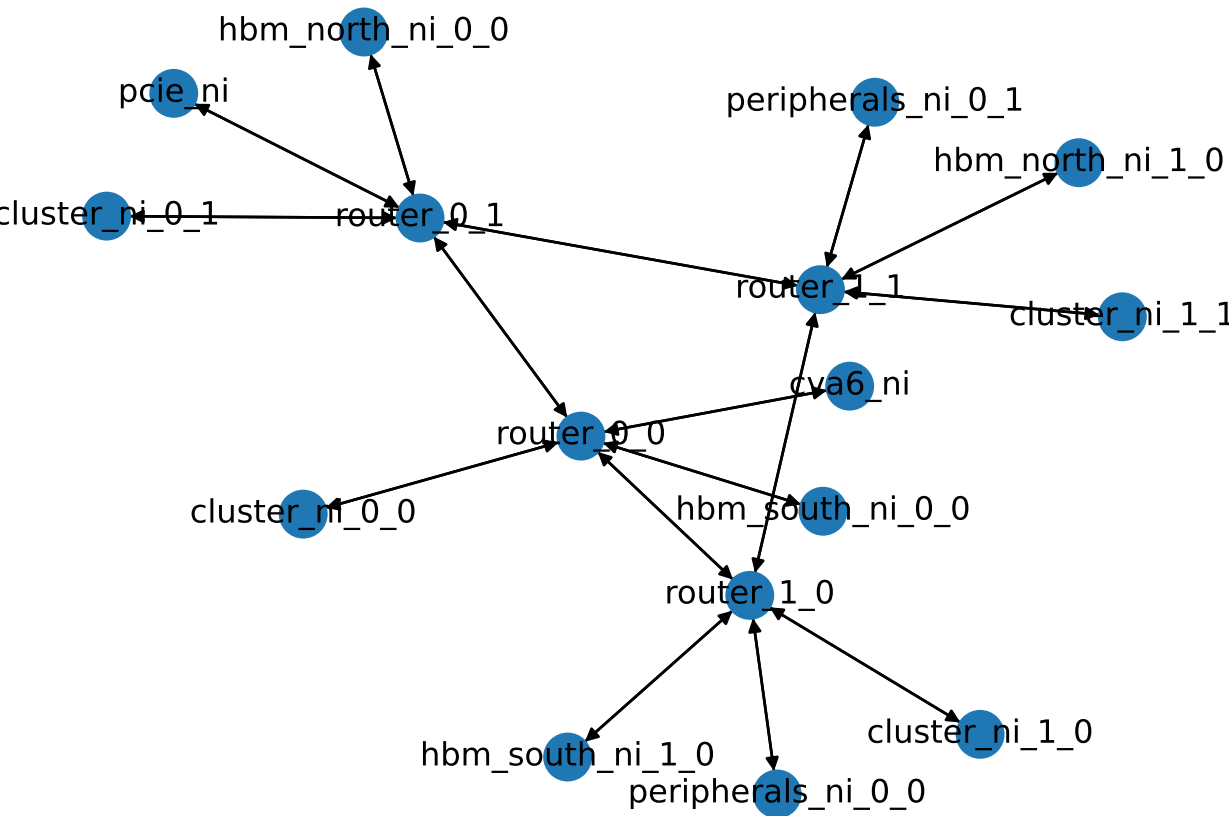 hbm_north_ni_0_0
pcie_ni
peripherals_ni_0_1
hbm_north_ni_1_0
cluster_ni_0_1
router_0_1
router_1_1
cluster_ni_1_1
cva6_ni
router_0_0
cluster_ni_0_0
hbm_south_ni_0_0
router_1_0
cluster_ni_1_0
hbm_south_ni_1_0
peripherals_ni_0_0